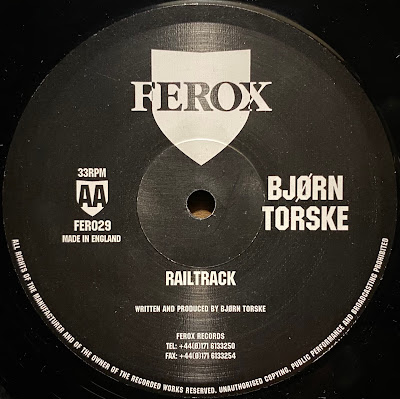 FEROX
33RPM
AA
FER029
MADE IN ENGLAND
BJØRN
TORSKE
RAILTRACK
WRITTEN AND PRODUCED BY BJØRN TORSKE
FEROX RECORDS
TEL: +44(0)171 6133250
FAX: +44(0)171 6133254
ALL RIGHTS OF THE MANUFACTURER AND OF THE OWNER OF THE RECORDED WORKS RESERVED. UNAUTHORISED COPYING, PUBLIC PERFORMANCE AND BROADCASTING PROHIBITED